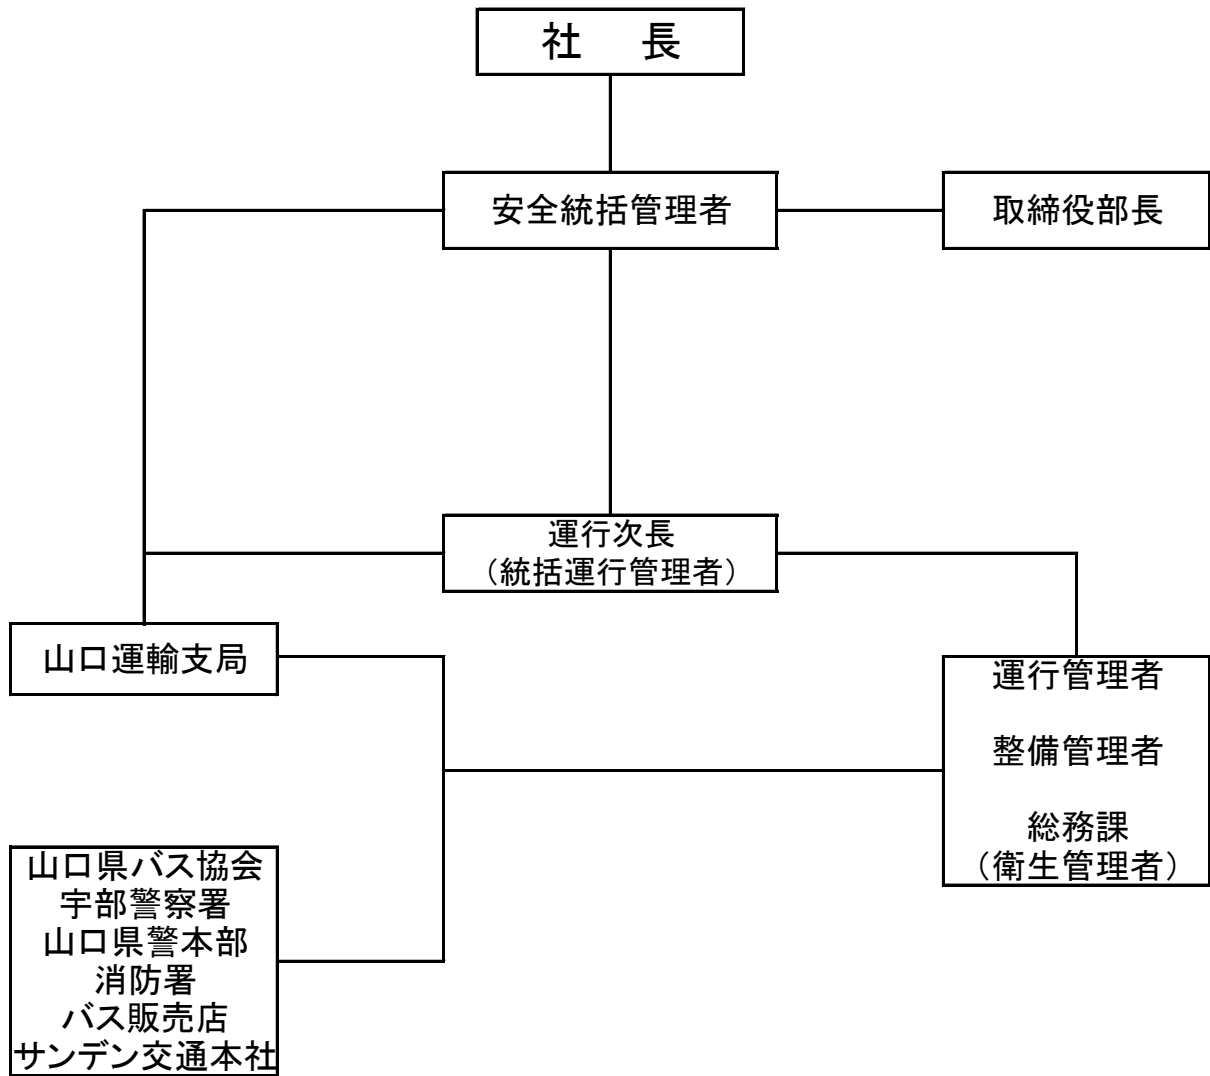 社　長
安全統括管理者
取締役部長
運行次長
（統括運行管理者）
山口運輸支局
運行管理者
整備管理者
総務課
（衛生管理者）
山口県バス協会
宇部警察署
山口県警本部
消防署
バス販売店
サンデン交通本社